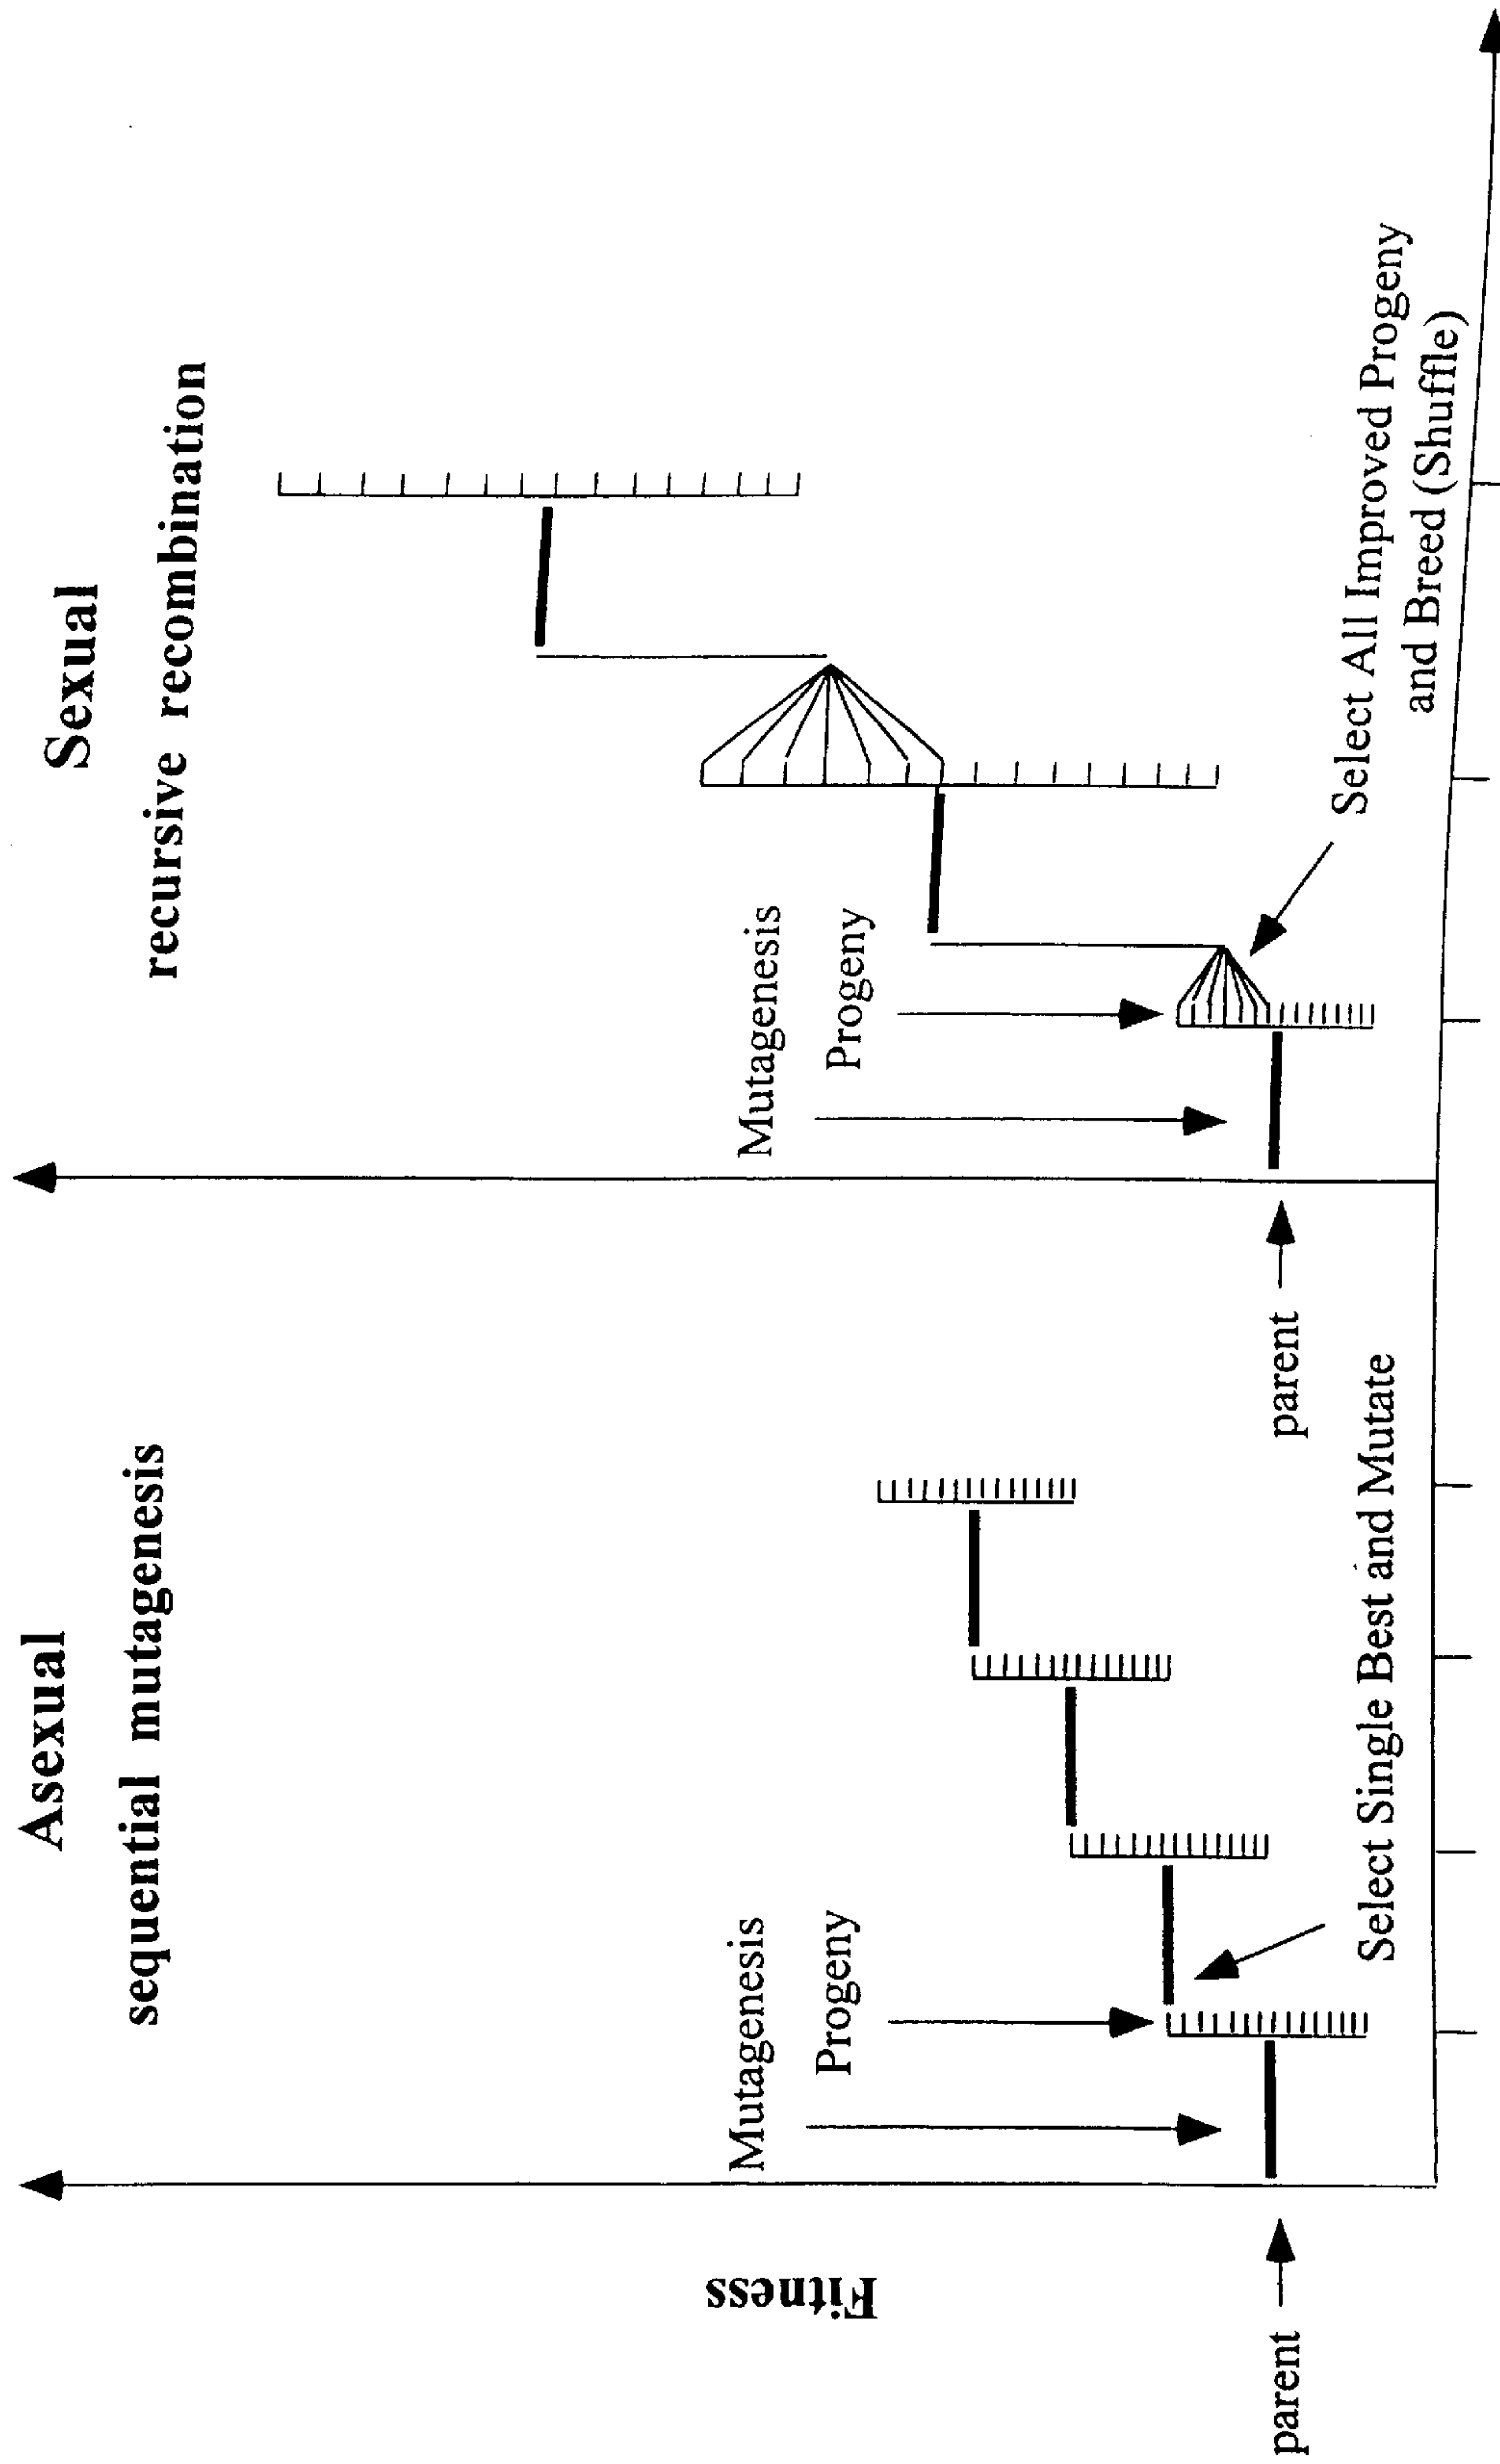 Asexual
sequential mutagenesis
Mutagenesis
Progeny
Select Single Best and Mutate
Fitness
parent
Sexual
recursive recombination
Mutagenesis
Progeny
Select All Improved Progeny
and Breed (Shuffle)
parent